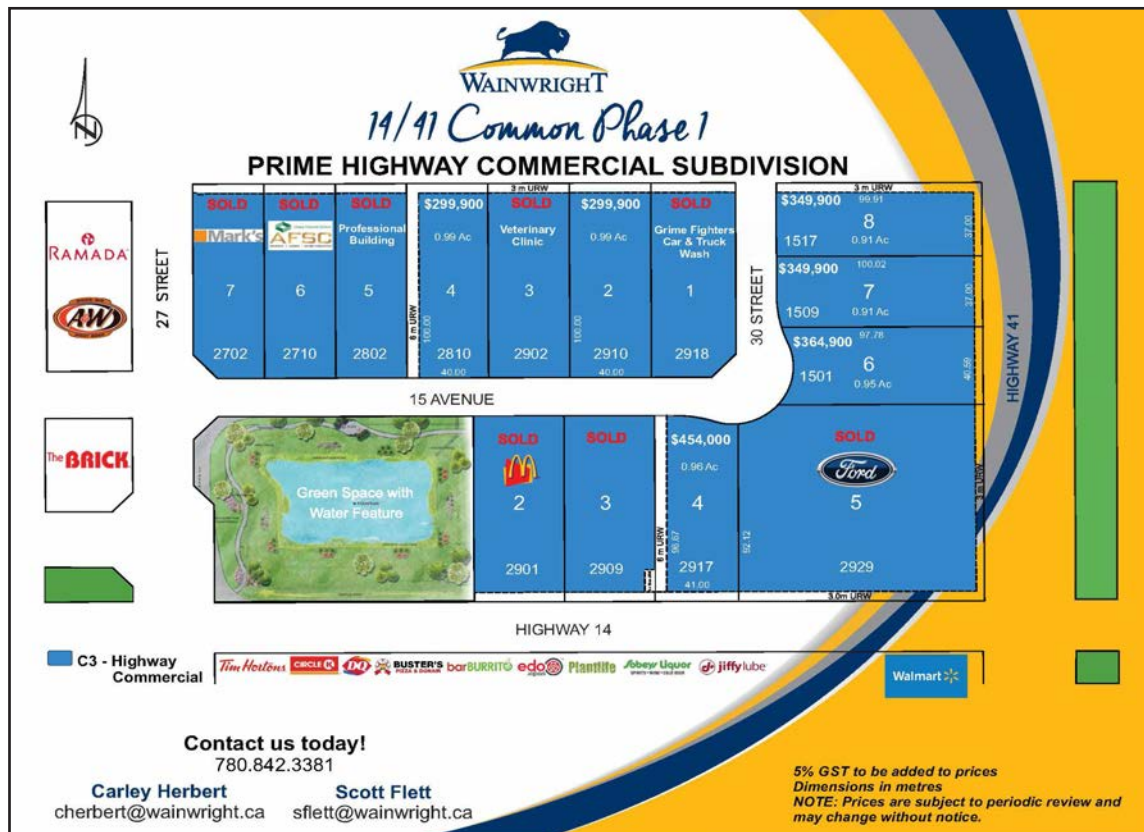 WAINWRIGHT
14/41 Common Phase 1
PRIME HIGHWAY COMMERCIAL SUBDIVISION
N
RAMADA
A&W
27 STREET
The BRICK
3 m URW
SOLD
Mark's
7
2702
SOLD
AFSC
6
2710
SOLD
Professional
Building
5
2802
6 m URW
$299,900
0.99 Ac
4
100.00
2810
40.00
SOLD
Veterinary
Clinic
3
2902
$299,900
0.99 Ac
2
100.00
2910
40.00
SOLD
Grime Fighters
Car & Truck
Wash
1
2918
30 STREET
3 m URW
$349,900 99.91
8
1517 0.91 Ac
37.00
$349,900 100.02
7
1509 0.91 Ac
37.00
$364,900 97.78
6
1501 0.95 Ac
40.59
HIGHWAY 41
15 AVENUE
Green Space with
Water Feature
SOLD
2
2901
SOLD
3
2909
6 m URW
$454,000
0.96 Ac
4
96.67
2917
41.00
92.12
SOLD
Ford
5
2929
3 m URW
3.0m URW
HIGHWAY 14
C3 - Highway
Commercial
Tim Hortons CIRCLE K DQ BUSTER'S PIZZA & DONAIR barBURRITO edo Plantlife Sobeys Liquor jiffy lube
Walmart
Contact us today!
780.842.3381
Carley Herbert
cherbert@wainwright.ca
Scott Flett
sflett@wainwright.ca
5% GST to be added to prices
Dimensions in metres
NOTE: Prices are subject to periodic review and
may change without notice.